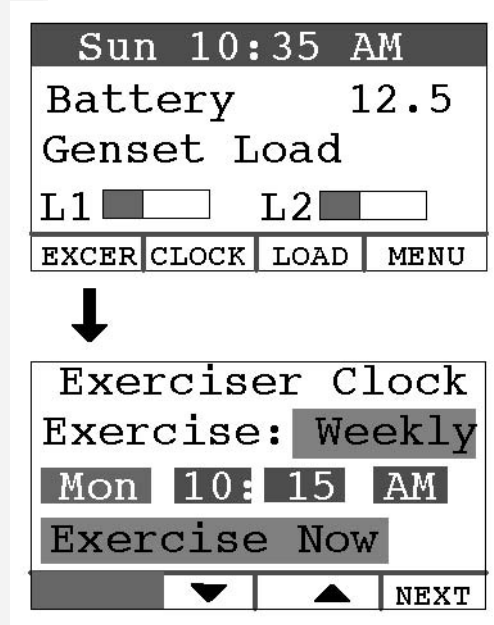 Sun 10:35 AM
Battery 12.5
Genset Load
L1 L2
EXCER CLOCK LOAD MENU
Exerciser Clock
Exercise: Weekly
Mon 10: 15 AM
Exercise Now
NEXT